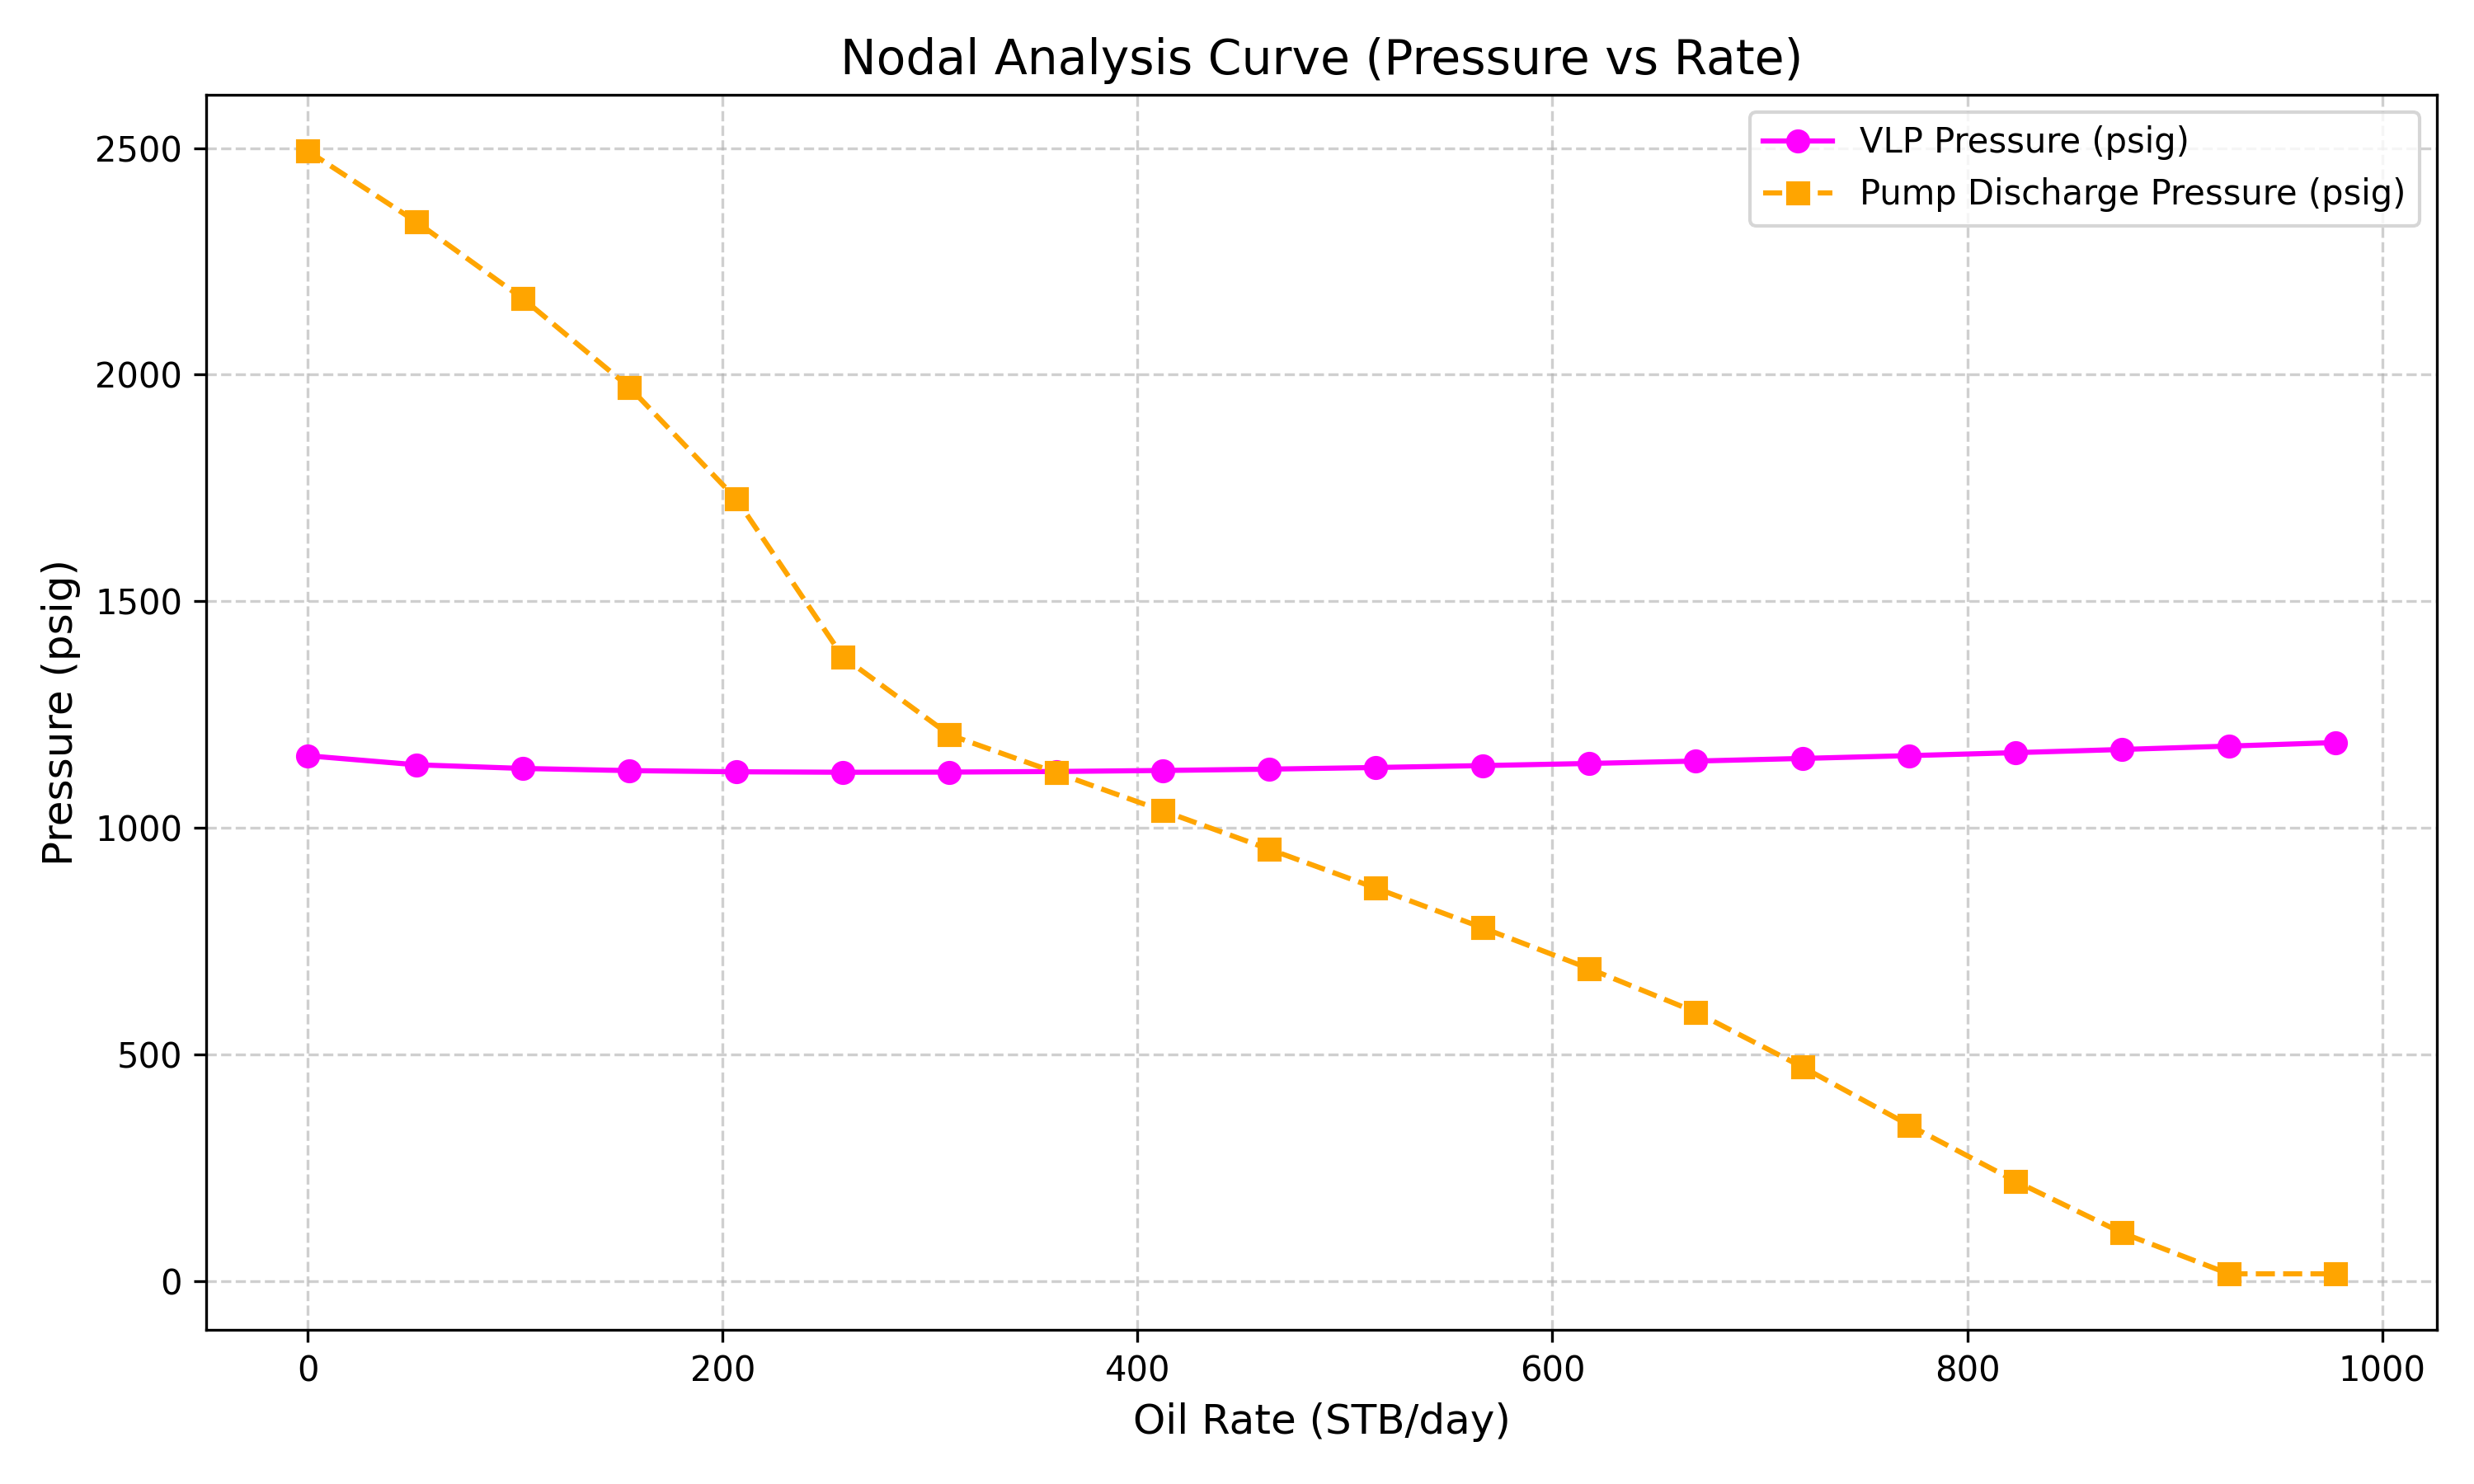 Nodal Analysis Curve (Pressure vs Rate)
VLP Pressure (psig)
Pump Discharge Pressure (psig)
Pressure (psig)
2500
2000
1500
1000
500
0
0 200 400 600 800 1000
Oil Rate (STB/day)